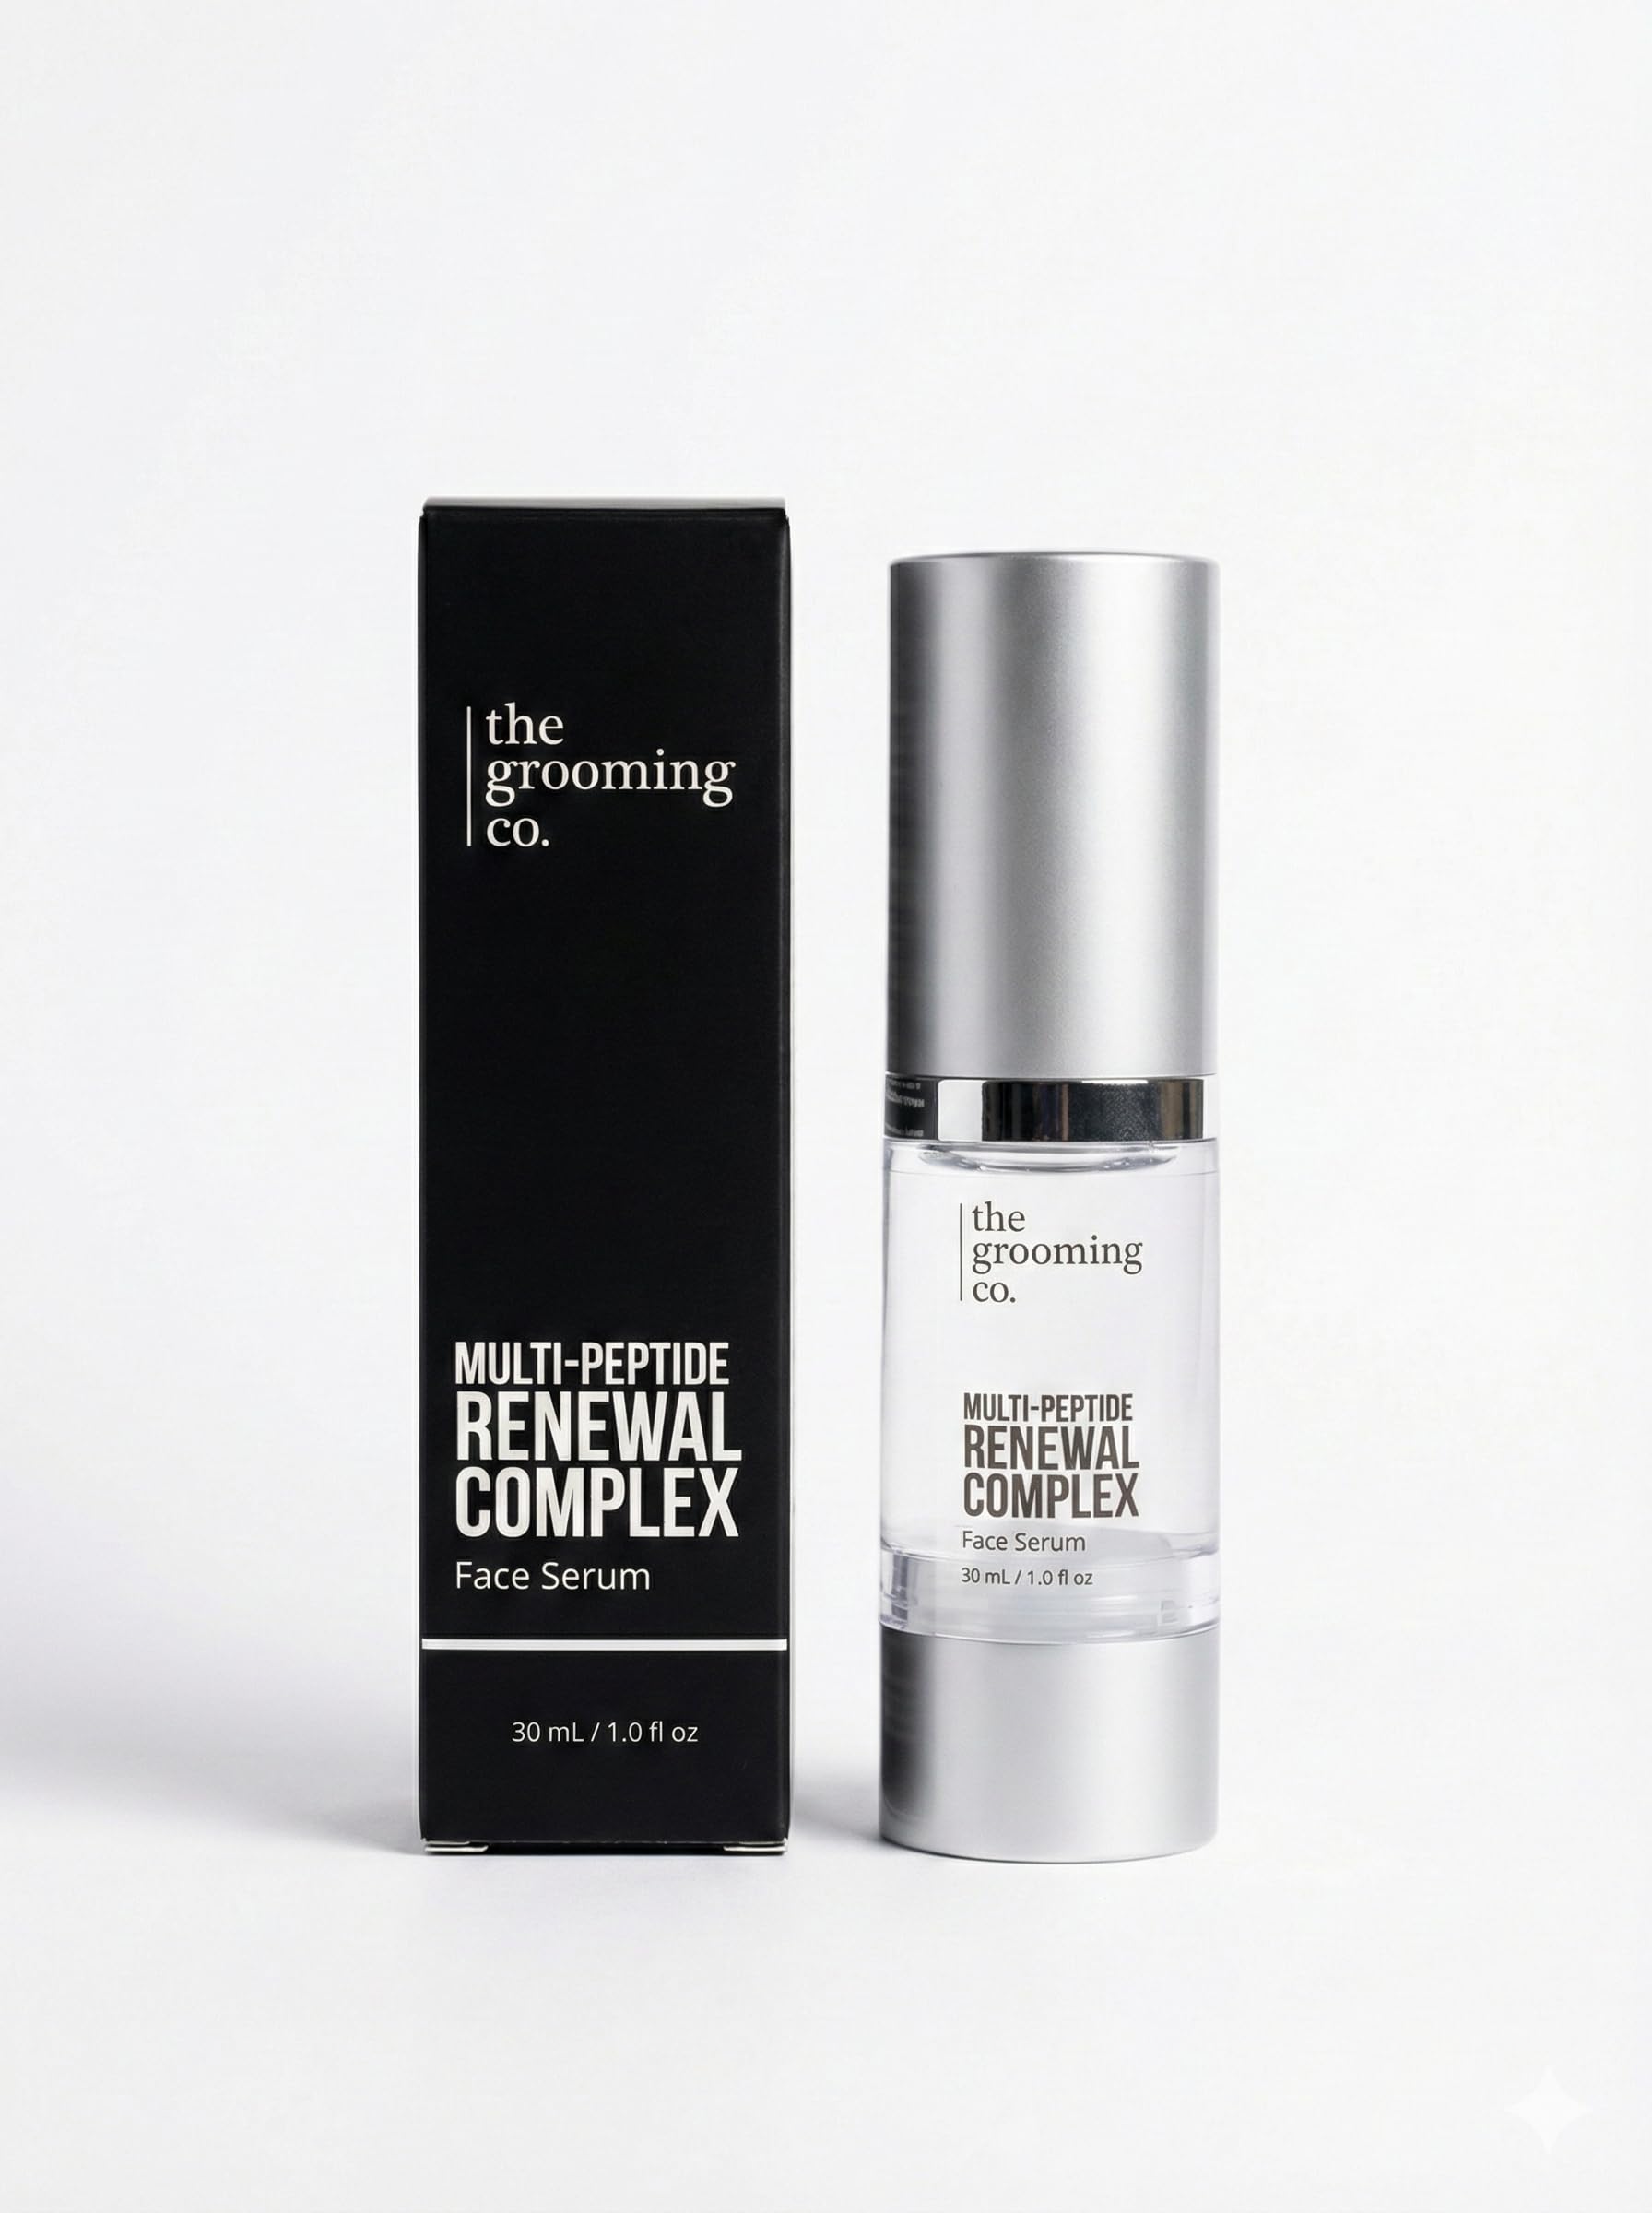 the
grooming
co.
MULTI-PEPTIDE
RENEWAL
COMPLEX
Face Serum
30 mL / 1.0 fl oz
the
grooming
co.
MULTI-PEPTIDE
RENEWAL
COMPLEX
Face Serum
30 mL / 1.0 fl oz